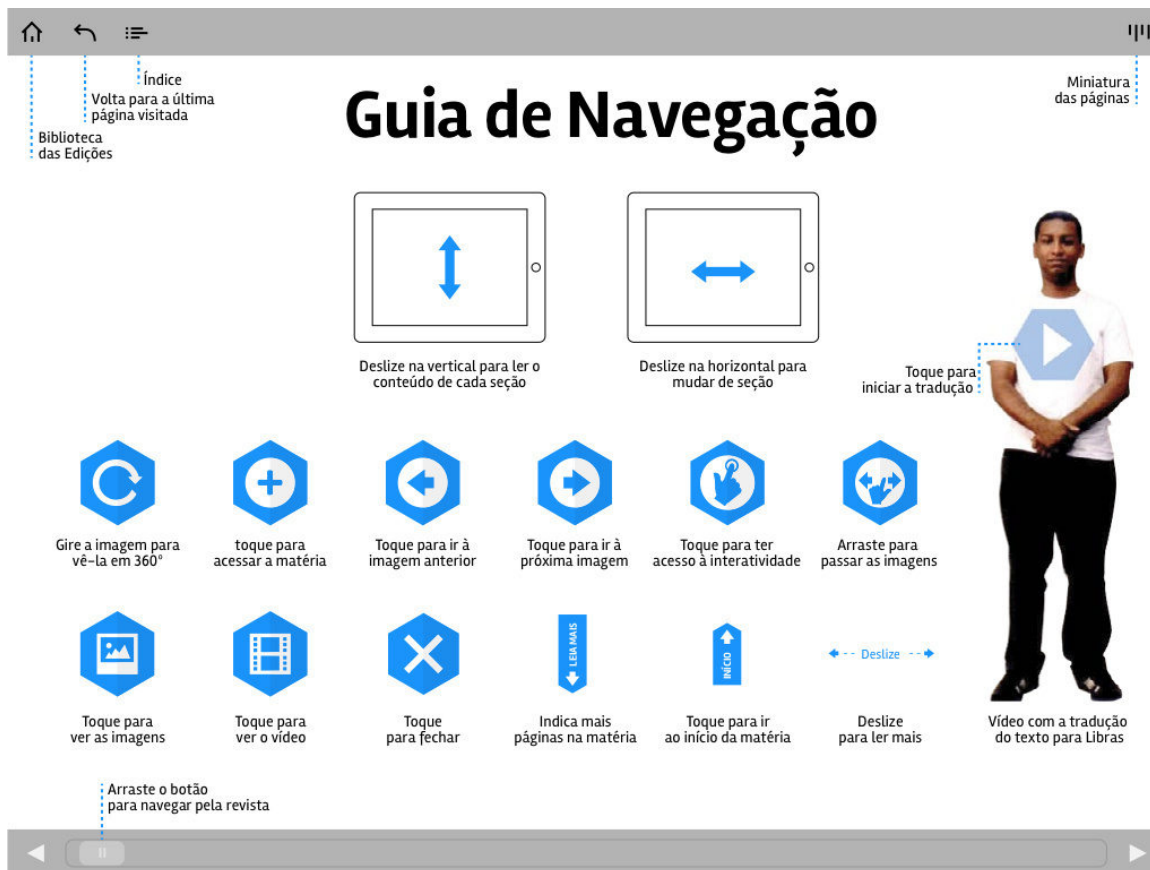 Índice
Volta para a última
página visitada
Biblioteca
das Edições
Guia de Navegação
Miniatura
das páginas
Deslize na vertical para ler o
conteúdo de cada seção
Deslize na horizontal para
mudar de seção
Toque para
iniciar a tradução
Gire a imagem para
vê-la em 360°
toque para
acessar a matéria
Toque para ir à
imagem anterior
Toque para ir à
próxima imagem
Toque para ter
acesso à interatividade
Arraste para
passar as imagens
LEIA MAIS
INÍCIO
Deslize
Toque para
ver as imagens
Toque para
ver o vídeo
Toque
para fechar
Indica mais
páginas na matéria
Toque para ir
ao início da matéria
Deslize
para ler mais
Vídeo com a tradução
do texto para Libras
Arraste o botão
para navegar pela revista